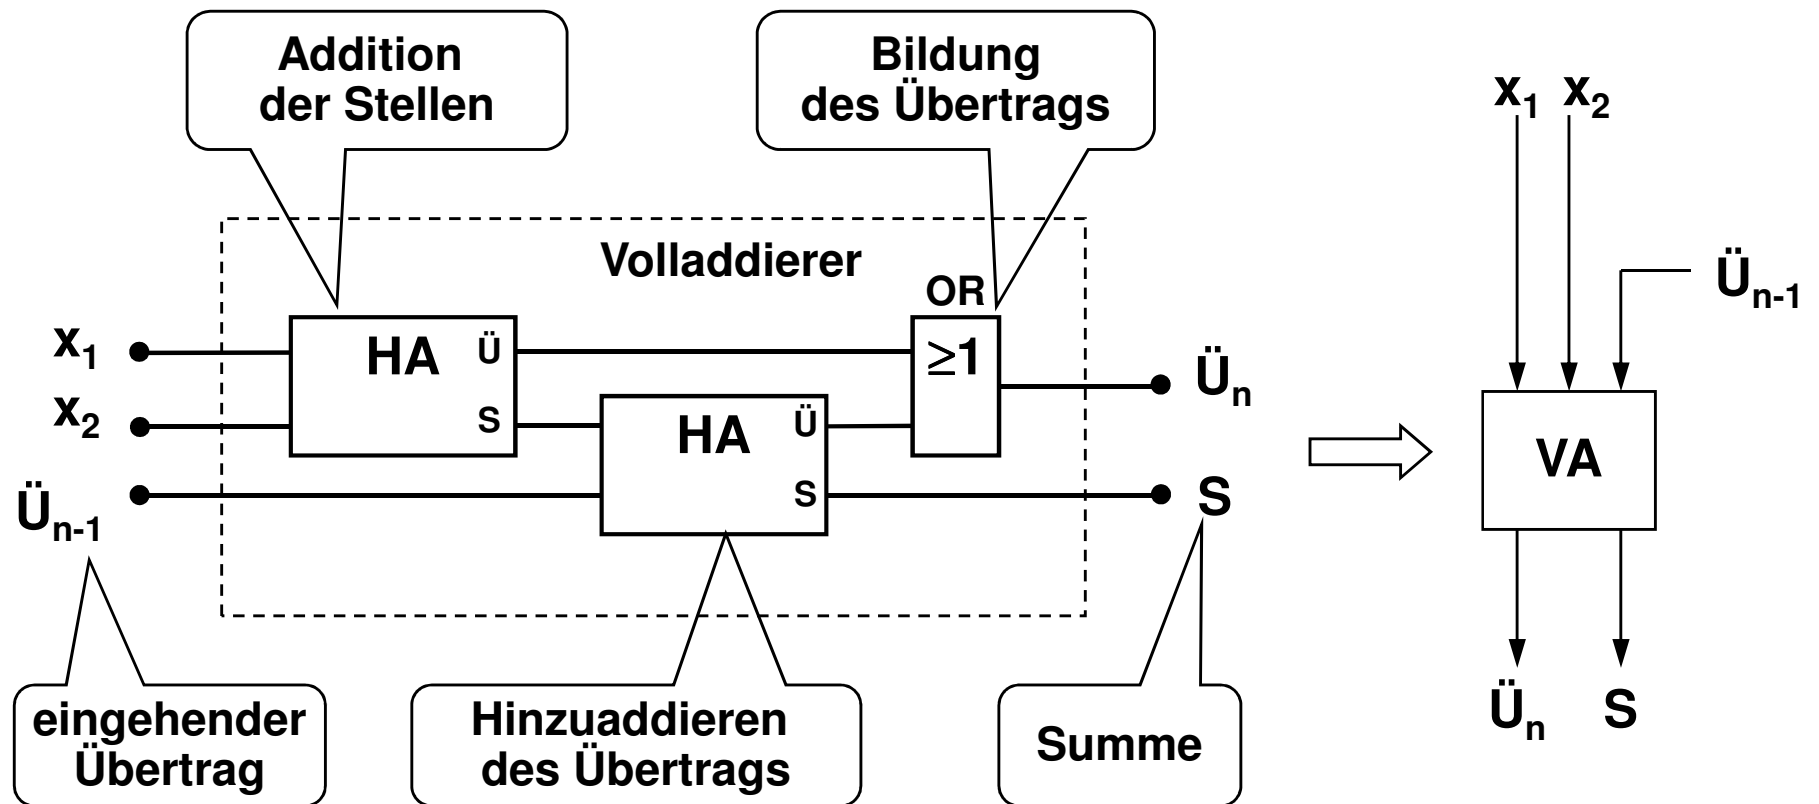 Addition
der Stellen
Bildung
des Übertrags
Volladdierer
OR
x1
x2
Ün-1
HA
Ü
S
HA
Ü
S
≥1
Ün
S
eingehender
Übertrag
Hinzuaddieren
des Übertrags
Summe
x1 x2
Ün-1
VA
Ün S